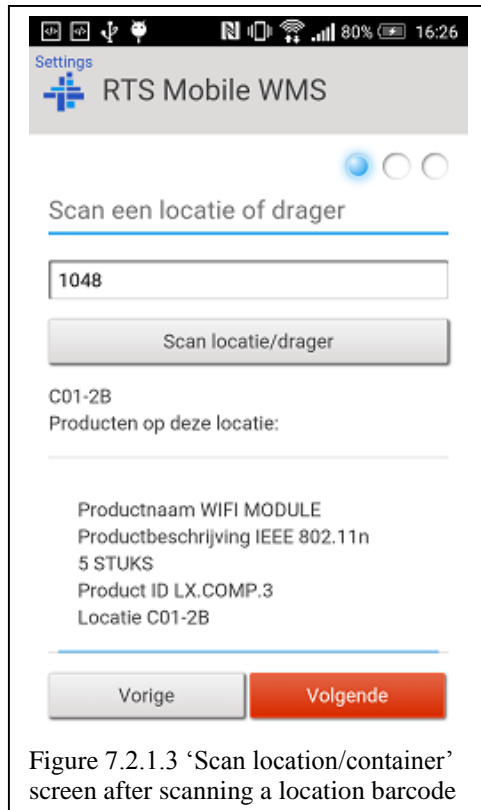 80% 16:26
Settings
RTS Mobile WMS
Scan een locatie of drager
1048
Scan locatie/drager
C01-2B
Producten op deze locatie:
Productnaam WIFI MODULE
Productbeschrijving IEEE 802.11n
5 STUKS
Product ID LX.COMP.3
Locatie C01-2B
Vorige
Volgende
Figure 7.2.1.3 ‘Scan location/container’
screen after scanning a location barcode